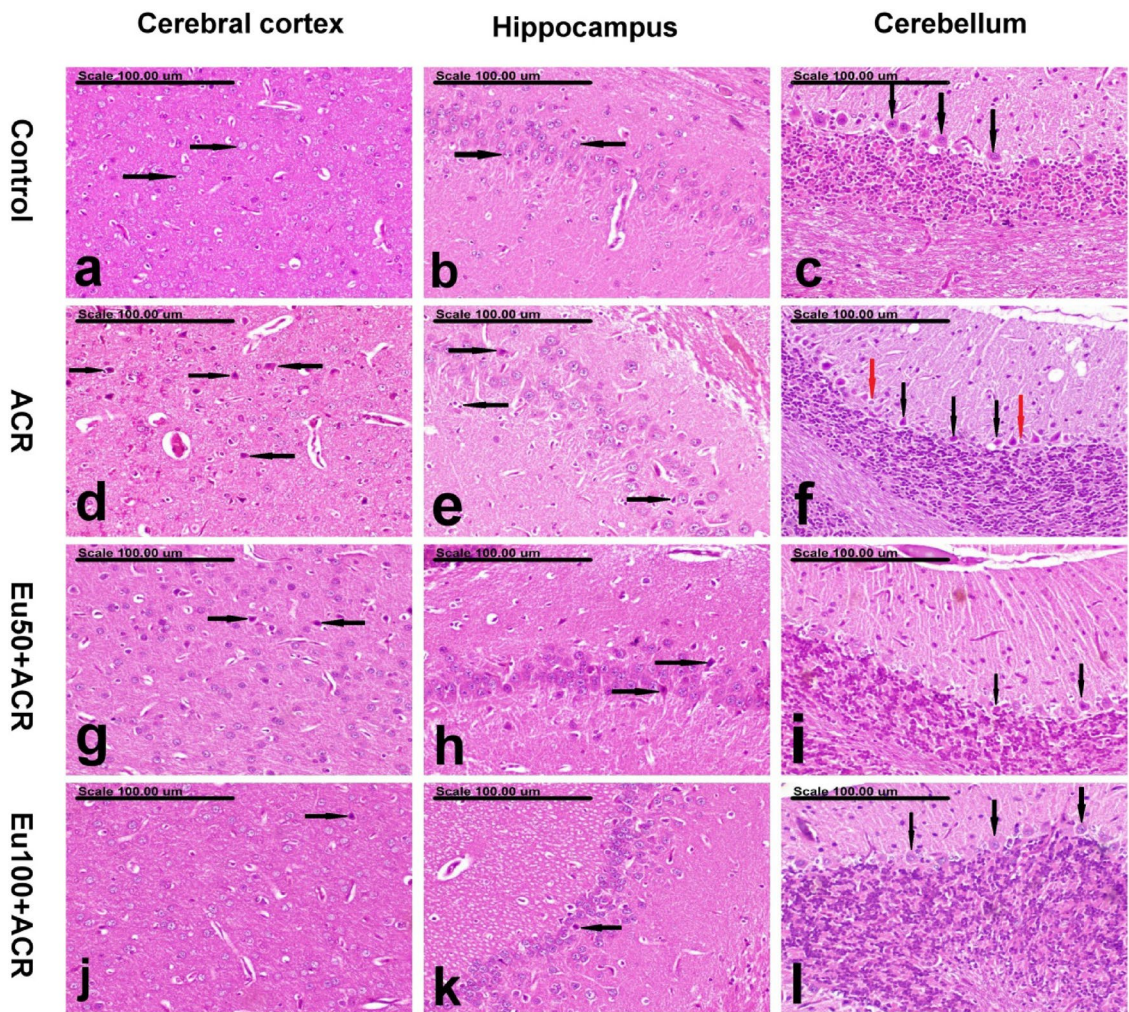 Cerebral cortex
Hippocampus
Cerebellum
Control
Scale 100.00 um
Scale 100.00 um
Scale 100.00 um
a
b
c
ACR
Scale 100.00 um
Scale 100.00 um
Scale 100.00 um
d
e
f
Eu50+ACR
Scale 100.00 um
Scale 100.00 um
Scale 100.00 um
g
h
i
Eu100+ACR
Scale 100.00 um
Scale 100.00 um
Scale 100.00 um
j
k
l